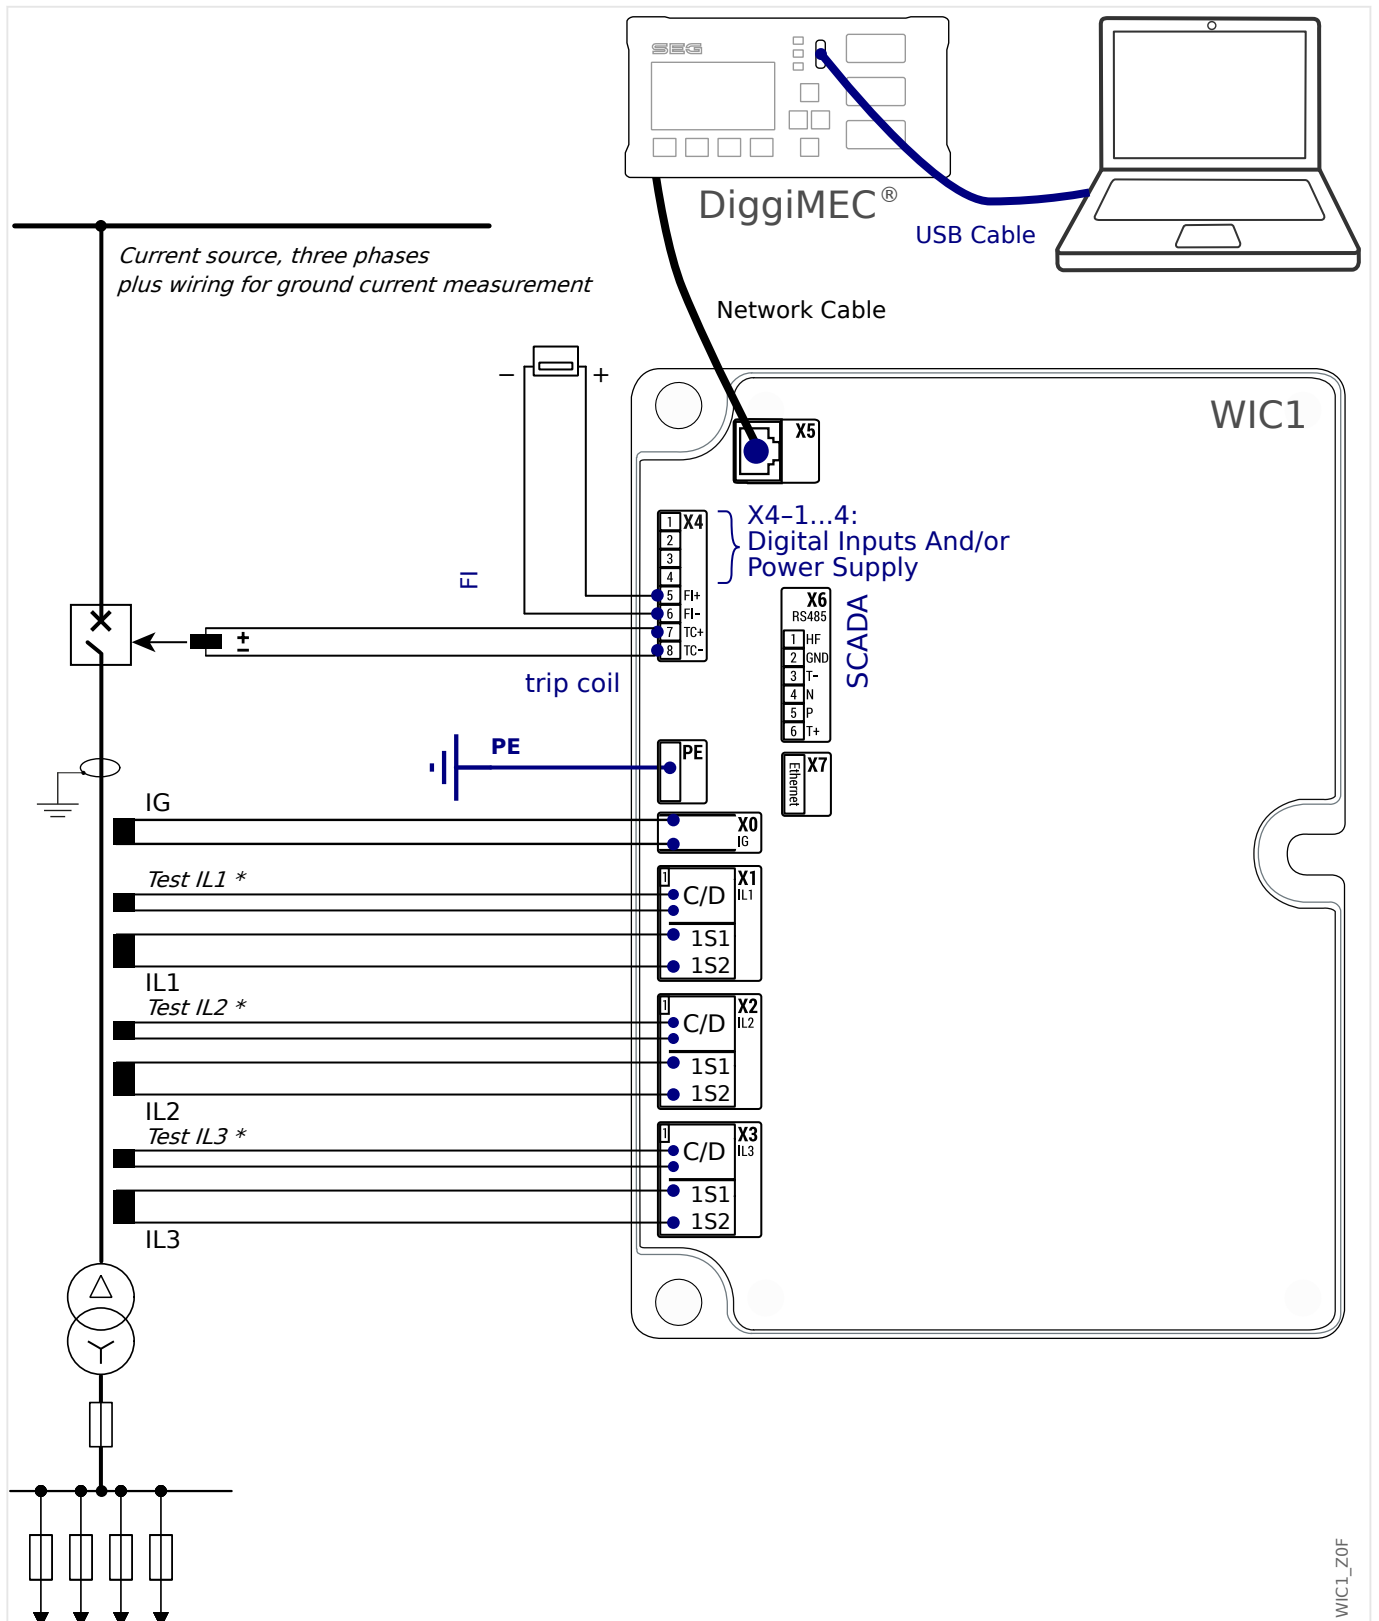 SEG
DiggiMEC®
USB Cable
Current source, three phases
plus wiring for ground current measurement
Network Cable
WIC1
X5
− +
X4
1
2
3
4
5 FI+
6 FI-
7 TC+
8 TC-
X4–1...4:
Digital Inputs And/or
Power Supply
FI
±
trip coil
X6
RS485
1 HF
2 GND
3 T-
4 N
5 P
6 T+
SCADA
PE
PE
X7
Ethernet
IG
X0
IG
Test IL1 *
1 X1
C/D IL1
1S1
1S2
IL1
Test IL2 *
1 X2
C/D IL2
1S1
1S2
IL2
Test IL3 *
1 X3
C/D IL3
1S1
1S2
IL3
WIC1_Z0F